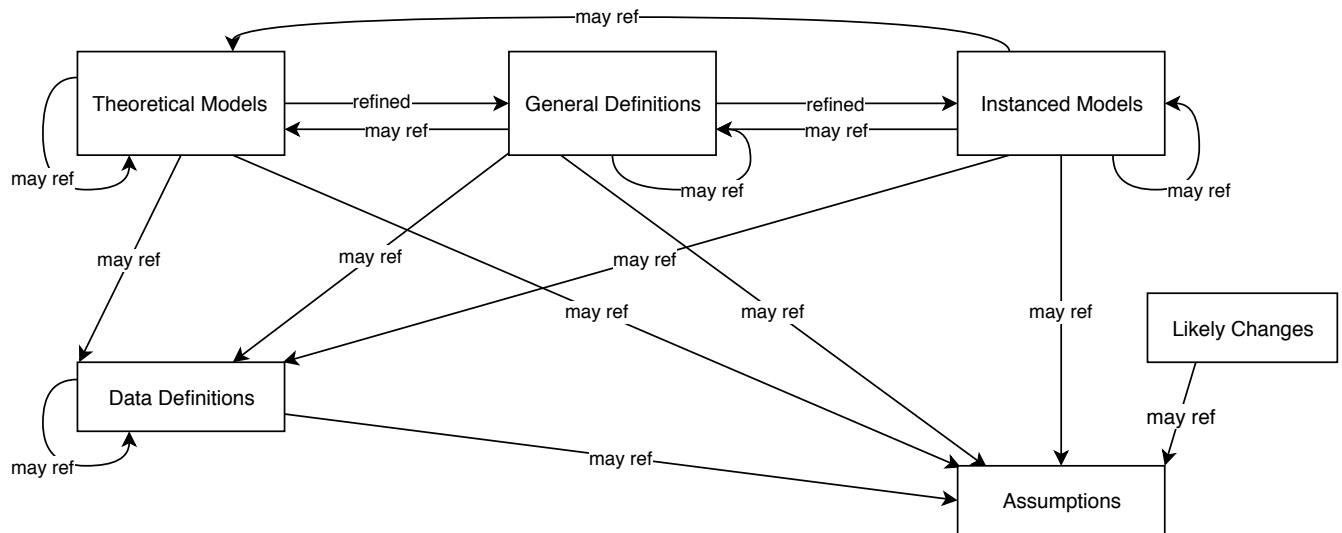 may ref
Theoretical Models
refined
General Definitions
refined
Instanced Models
may ref
may ref
may ref
may ref
may ref
may ref
may ref
may ref
may ref
may ref
may ref
may ref
Likely Changes
Data Definitions
may ref
may ref
may ref
Assumptions